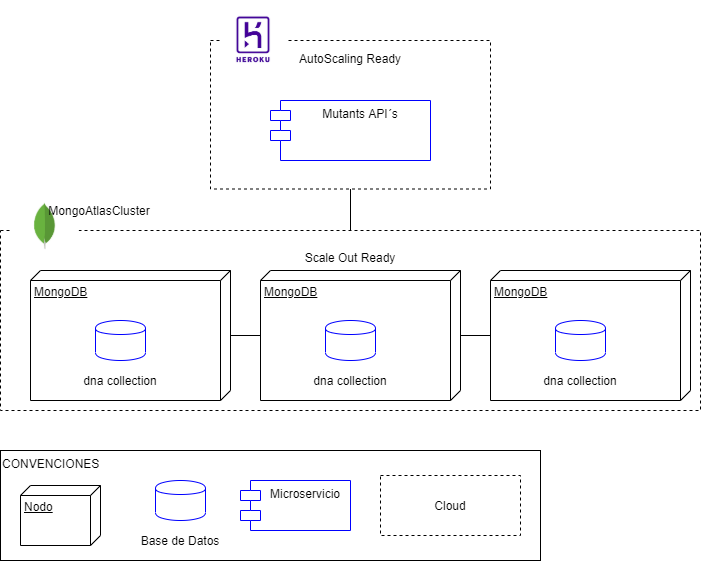 HEROKU
AutoScaling Ready
Mutants API´s
MongoAtlasCluster
Scale Out Ready
MongoDB
MongoDB
MongoDB
dna collection
dna collection
dna collection
CONVENCIONES
Nodo
Base de Datos
Microservicio
Cloud